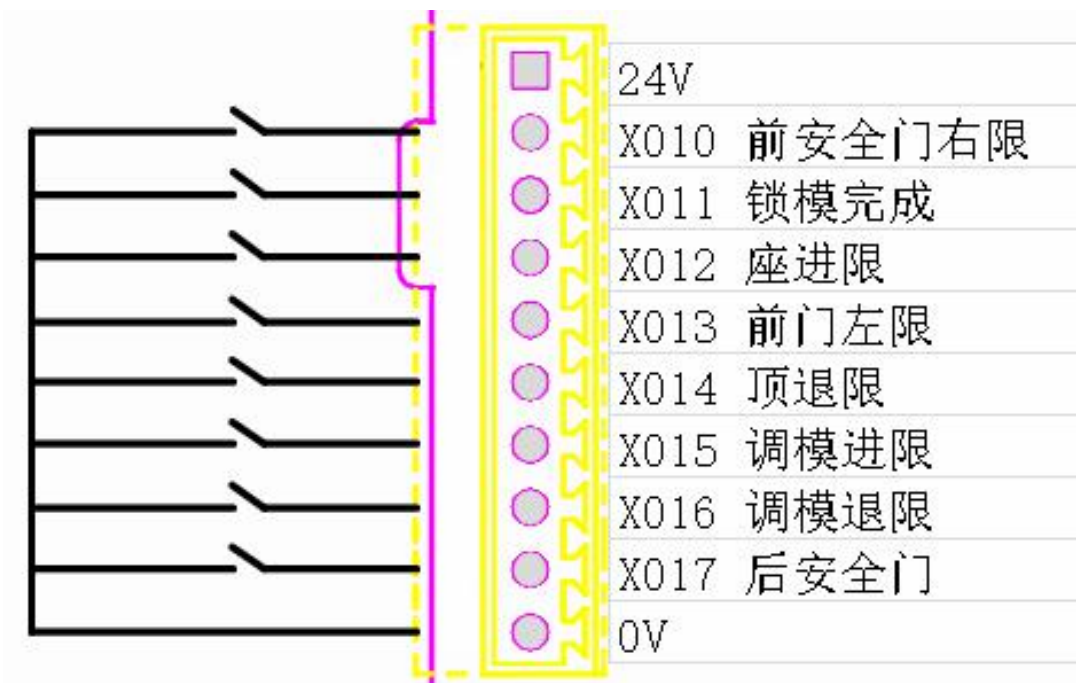 24V
X010 前安全门右限
X011 锁模完成
X012 座进限
X013 前门左限
X014 顶退限
X015 调模进限
X016 调模退限
X017 后安全门
0V